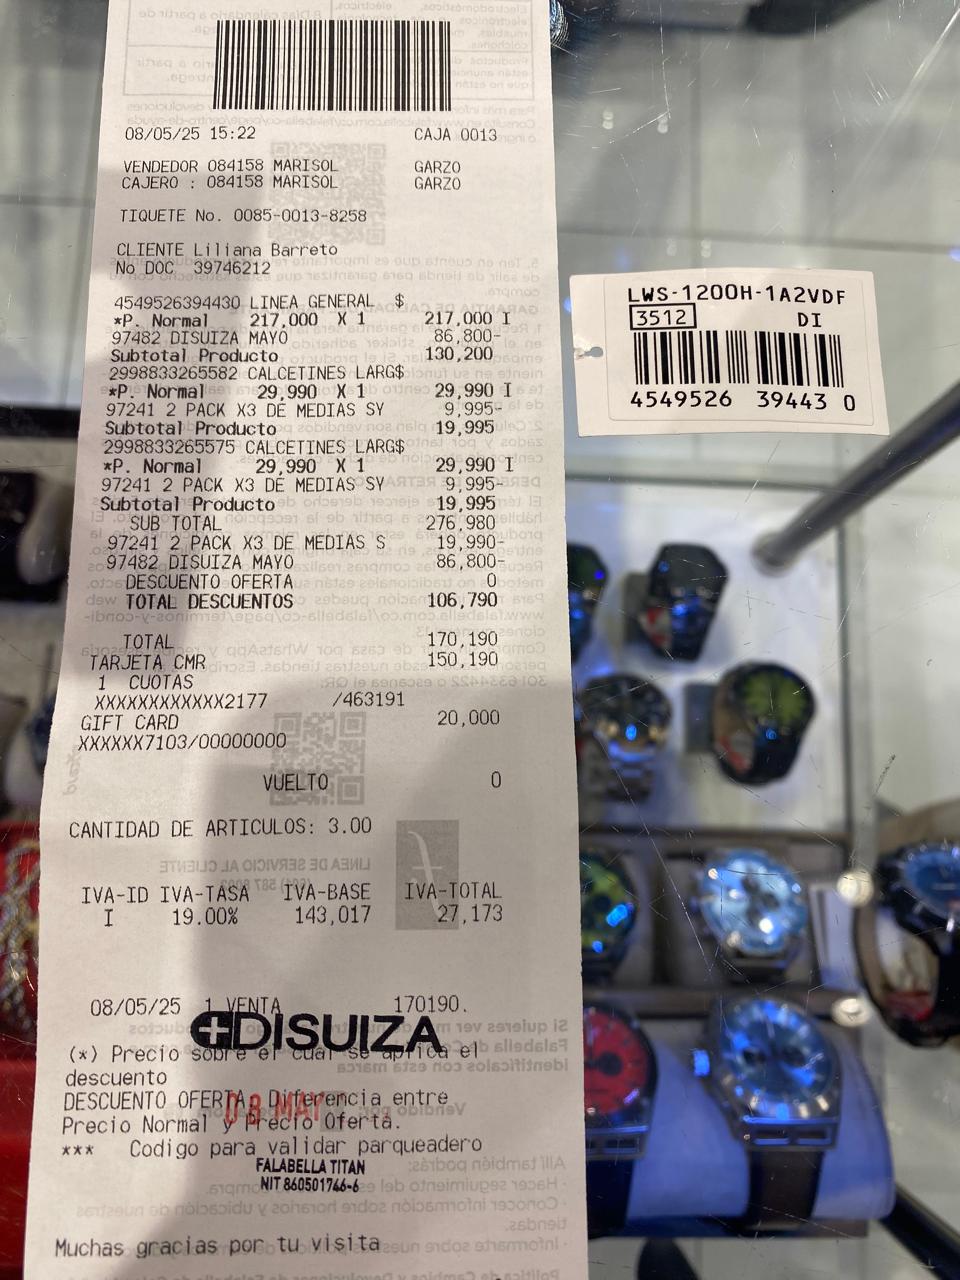 08/05/25 15:22 CAJA 0013
VENDEDOR 084158 MARISOL GARZO
CAJERO : 084158 MARISOL GARZO
TIQUETE No. 0085-0013-8258
CLIENTE Liliana Barreto
No DOC 39746212
4549526394430 LINEA GENERAL $
*P. Normal 217,000 X 1 217,000 I
97482 DISUIZA MAYO 86,800-
Subtotal Producto 130,200
2998833265582 CALCETINES LARG$
*P. Normal 29,990 X 1 29,990 I
97241 2 PACK X3 DE MEDIAS SY 9,995-
Subtotal Producto 19,995
2998833265575 CALCETINES LARG$
*P. Normal 29,990 X 1 29,990 I
97241 2 PACK X3 DE MEDIAS SY 9,995-
Subtotal Producto 19,995
SUB TOTAL 276,980
97241 2 PACK X3 DE MEDIAS S 19,990-
97482 DISUIZA MAYO 86,800-
DESCUENTO OFERTA 0
TOTAL DESCUENTOS 106,790
TOTAL 170,190
TARJETA CMR 150,190
1 CUOTAS
XXXXXXXXXXXX2177 /463191
GIFT CARD 20,000
XXXXXX7103/00000000
VUELTO 0
CANTIDAD DE ARTICULOS: 3.00
IVA-ID IVA-TASA IVA-BASE IVA-TOTAL
I 19.00% 143,017 27,173
08/05/25 1 VENTA 170190.
DISUIZA
(*) Precio sobre el cual se aplica el
descuento
DESCUENTO OFERTA: Diferencia entre
08 MAY
Precio Normal y Precio Oferta.
*** Codigo para validar parqueadero
FALABELLA TITAN
NIT 860501746-6
Muchas gracias por tu visita
LWS-1200H-1A2VDF
3512 DI
4549526 39443 0